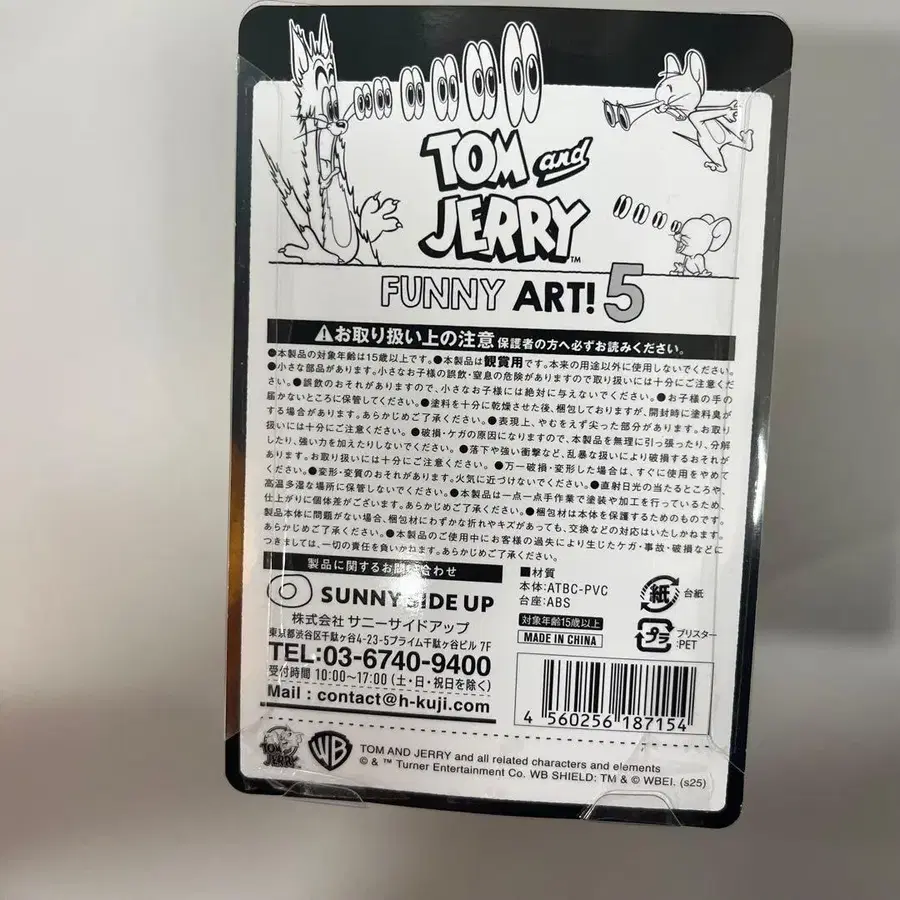 TOM and
JERRY™
FUNNY ART! 5
⚠お取り扱い上の注意 保護者の方へ必ずお読みください。
●本製品の対象年齢は15歳以上です。●本製品は観賞用です。本来の用途以外に使用しないでください。
●小さな部品があります。小さなお子様の誤飲・窒息の危険がありますので取り扱いには十分にご注意くだ
さい。●誤飲のおそれがありますので、小さなお子様には絶対に与えないでください。●お子様の手の
届かないところに保管してください。●塗料を十分に乾燥させた後、梱包しておりますが、開封時に塗料臭が
する場合があります。あらかじめご了承ください。●表現上、やむをえず尖った部分があります。お取り
扱いには十分にご注意ください。●破損・ケガの原因になりますので、本製品を無理に引っ張ったり、分解
したり、強い力を加えたりしないでください。●落下や強い衝撃など、乱暴な扱いにより破損するおそれが
あります。お取り扱いには十分にご注意ください。●万一破損・変形した場合は、すぐに使用をやめて
ください。●変形・変質のおそれがあります。火気に近づけないでください。●直射日光の当たるところや、
高温多湿な場所に保管しないでください。●本製品は一点一点手作業で塗装や加工を行っているため、
仕上がりに個体差がございます。あらかじめご了承ください。●梱包材は本体を保護するためのものです。
製品本体に問題がない場合、梱包材にわずかな折れやキズがあっても、交換などの対応はいたしかねます。
あらかじめご了承ください。●本製品のご使用中にお客様の過失により生じたケガ・事故・破損などに
つきましては、一切の責任を負いかねます。あらかじめご了承ください。
製品に関するお問い合わせ
SUNNY SIDE UP
株式会社 サニーサイドアップ
東京都渋谷区千駄ヶ谷4-23-5プライム千駄ヶ谷ビル 7F
TEL:03-6740-9400
受付時間 10:00〜17:00 (土・日・祝日を除く)
Mail : contact@h-kuji.com
■材質
本体:ATBC-PVC
台座:ABS
対象年齢15歳以上
MADE IN CHINA
紙 台紙
プラ ブリスター
:PET
4 560256 187154
TOM and JERRY
WB
TOM AND JERRY and all related characters and elements
© & ™ Turner Entertainment Co. WB SHIELD: TM & © WBEI. (s25)